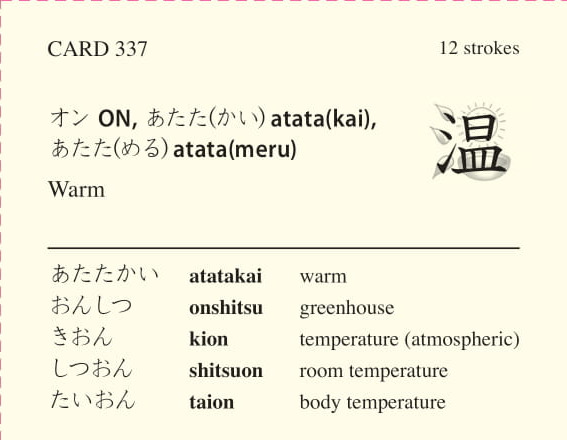 CARD 337 12 strokes
オン ON, あたた(かい) atata(kai),
あたた(める) atata(meru)
温
Warm
あたたかい atatakai warm
おんしつ onshitsu greenhouse
きおん kion temperature (atmospheric)
しつおん shitsuon room temperature
たいおん taion body temperature